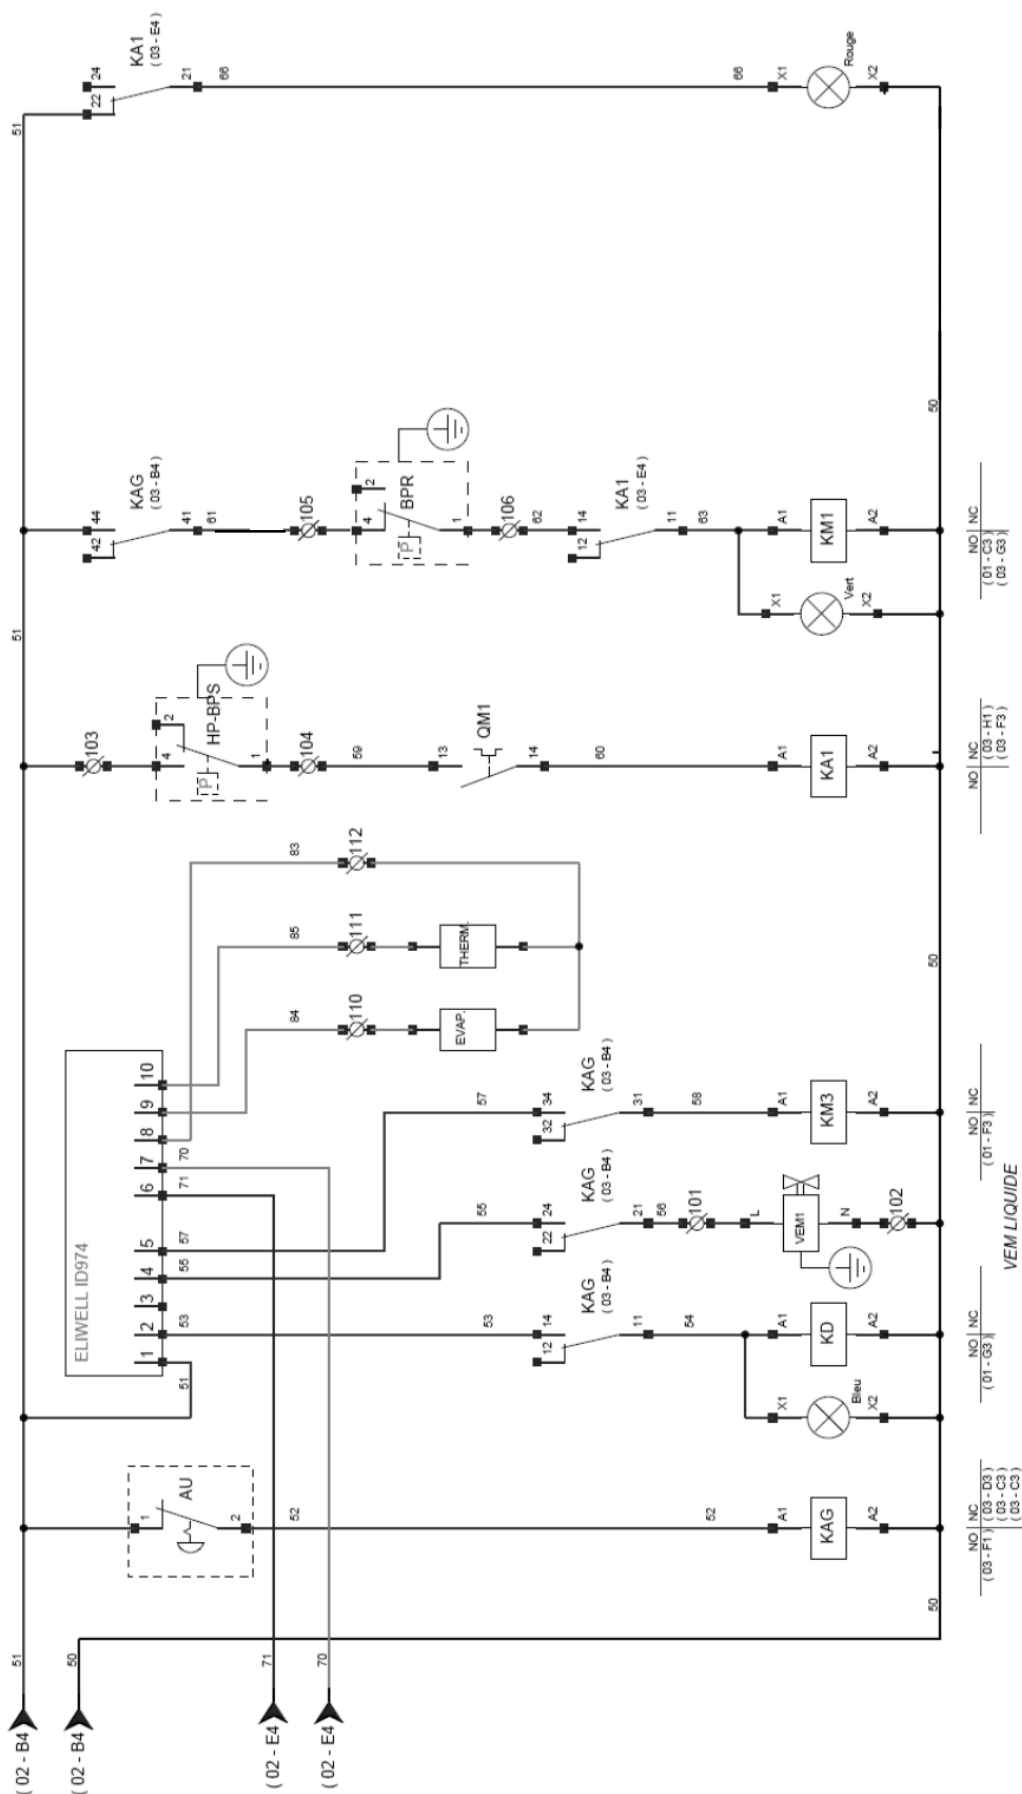 51
24
22
KA1
( 03 - E4 )
21
66
66
X1
Rouge
X2
51
KAG
( 03 - B4 )
44
42
41
61
105
2
4
BPR
P
1
106
62
KA1
( 03 - E4 )
14
12
11
63
A1
KM1
A2
X1
Vert
X2
50
NO NC
( 01 - C3 )
( 03 - G3 )
103
2
4
HP-BPS
P
1
104
59
13
QM1
14
60
A1
KA1
A2
NO NC
( 03 - H1 )
( 03 - F3 )
83
112
85
111
THERM.
84
110
EVAP.
50
ELIWELL ID974
1
2
3
4
5
6
7
8
9
10
51
53
55
57
71
70
57
KAG
( 03 - B4 )
34
32
31
58
A1
KM3
A2
NO NC
( 01 - F3 )
55
KAG
( 03 - B4 )
24
22
21
56
101
L
VEM1
N
102
VEM LIQUIDE
53
KAG
( 03 - B4 )
14
12
11
54
A1
KD
A2
X1
Bleu
X2
NO NC
( 01 - G3 )
AU
1
2
52
52
A1
KAG
A2
NO NC
( 03 - F1 )
( 03 - D3 )
( 03 - C3 )
( 03 - C3 )
50
51
( 02 - B4 )
50
( 02 - B4 )
71
( 02 - E4 )
70
( 02 - E4 )